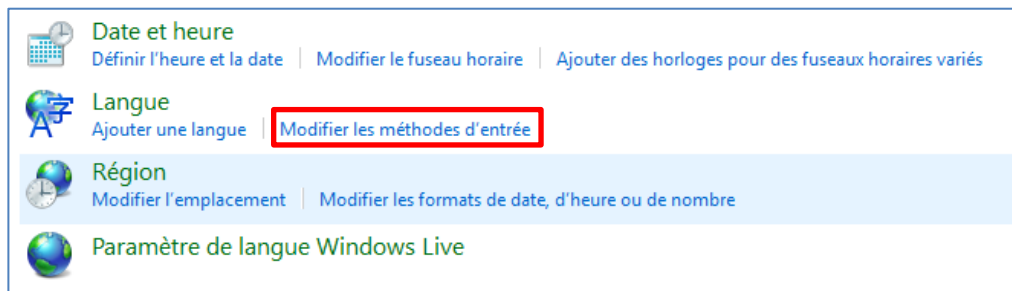 Date et heure
Définir l'heure et la date | Modifier le fuseau horaire | Ajouter des horloges pour des fuseaux horaires variés
Langue
Ajouter une langue | Modifier les méthodes d'entrée
Région
Modifier l'emplacement | Modifier les formats de date, d'heure ou de nombre
Paramètre de langue Windows Live